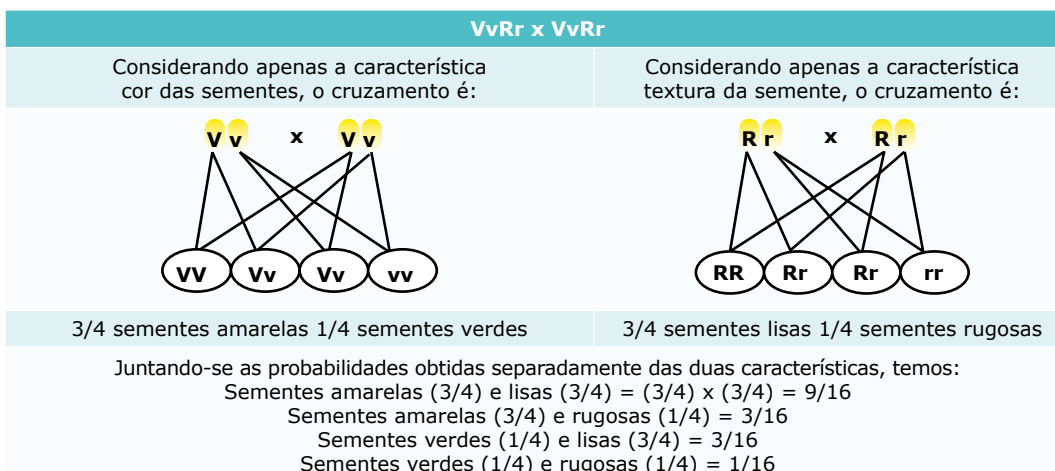 VvRr x VvRr
Considerando apenas a característica
cor das sementes, o cruzamento é:
V v x V v
VV Vv Vv vv
3/4 sementes amarelas 1/4 sementes verdes
Considerando apenas a característica
textura da semente, o cruzamento é:
R r x R r
RR Rr Rr rr
3/4 sementes lisas 1/4 sementes rugosas
Juntando-se as probabilidades obtidas separadamente das duas características, temos:
Sementes amarelas (3/4) e lisas (3/4) = (3/4) x (3/4) = 9/16
Sementes amarelas (3/4) e rugosas (1/4) = 3/16
Sementes verdes (1/4) e lisas (3/4) = 3/16
Sementes verdes (1/4) e rugosas (1/4) = 1/16